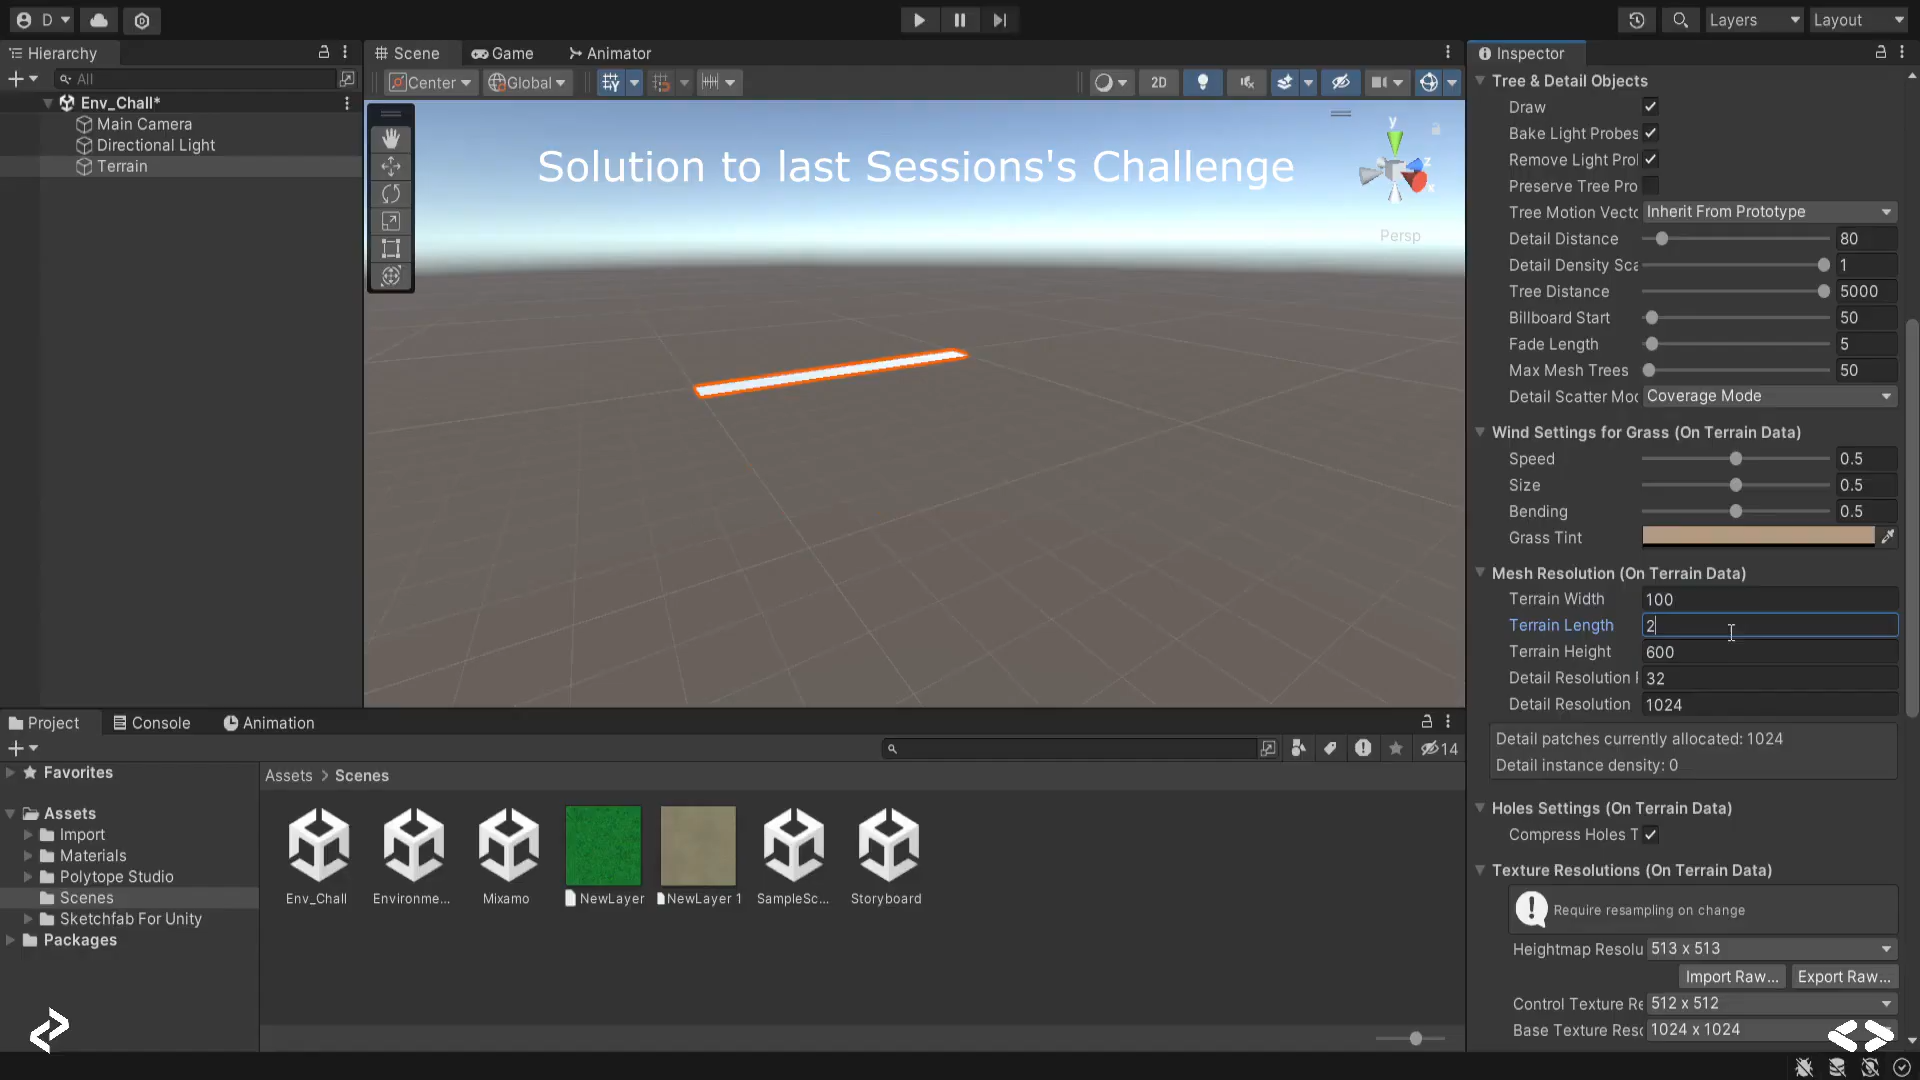 D
Layers
Layout
Hierarchy
All
Env_Chall*
Main Camera
Directional Light
Terrain
Scene
Game
Animator
Center
Global
2D
Solution to last Sessions's Challenge
y
z
x
Persp
Inspector
Tree & Detail Objects
Draw
Bake Light Probes
Remove Light Prol
Preserve Tree Pro
Tree Motion Vecto
Inherit From Prototype
Detail Distance
80
Detail Density Sca
1
Tree Distance
5000
Billboard Start
50
Fade Length
5
Max Mesh Trees
50
Detail Scatter Mod
Coverage Mode
Wind Settings for Grass (On Terrain Data)
Speed
0.5
Size
0.5
Bending
0.5
Grass Tint
Mesh Resolution (On Terrain Data)
Terrain Width
100
Terrain Length
2
Terrain Height
600
Detail Resolution P
32
Detail Resolution
1024
Detail patches currently allocated: 1024
Detail instance density: 0
Holes Settings (On Terrain Data)
Compress Holes T
Texture Resolutions (On Terrain Data)
Require resampling on change
Heightmap Resolu
513 x 513
Import Raw...
Export Raw...
Control Texture Re
512 x 512
Base Texture Reso
1024 x 1024
Project
Console
Animation
14
Favorites
Assets
Import
Materials
Polytope Studio
Scenes
Sketchfab For Unity
Packages
Assets > Scenes
Env_Chall
Environme...
Mixamo
NewLayer
NewLayer 1
SampleSc...
Storyboard